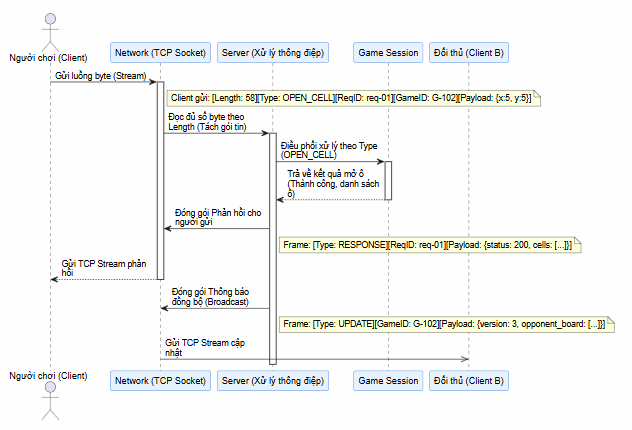 Người chơi (Client)
Network (TCP Socket)
Server (Xử lý thông điệp)
Game Session
Đối thủ (Client B)
Gửi luồng byte (Stream)
Client gửi: [Length: 58][Type: OPEN_CELL][ReqID: req-01][GameID: G-102][Payload: {x:5, y:5}]
Đọc đủ số byte theo
Length (Tách gói tin)
Điều phối xử lý theo Type
(OPEN_CELL)
Trả về kết quả mở ô
(Thành công, danh sách
ô)
Đóng gói Phản hồi cho
người gửi
Frame: [Type: RESPONSE][ReqID: req-01][Payload: {status: 200, cells: [...]}]
Gửi TCP Stream phản
hồi
Đóng gói Thông báo
đồng bộ (Broadcast)
Frame: [Type: UPDATE][GameID: G-102][Payload: {version: 3, opponent_board: [...]}]
Gửi TCP Stream cập
nhật
Người chơi (Client)
Network (TCP Socket)
Server (Xử lý thông điệp)
Game Session
Đối thủ (Client B)